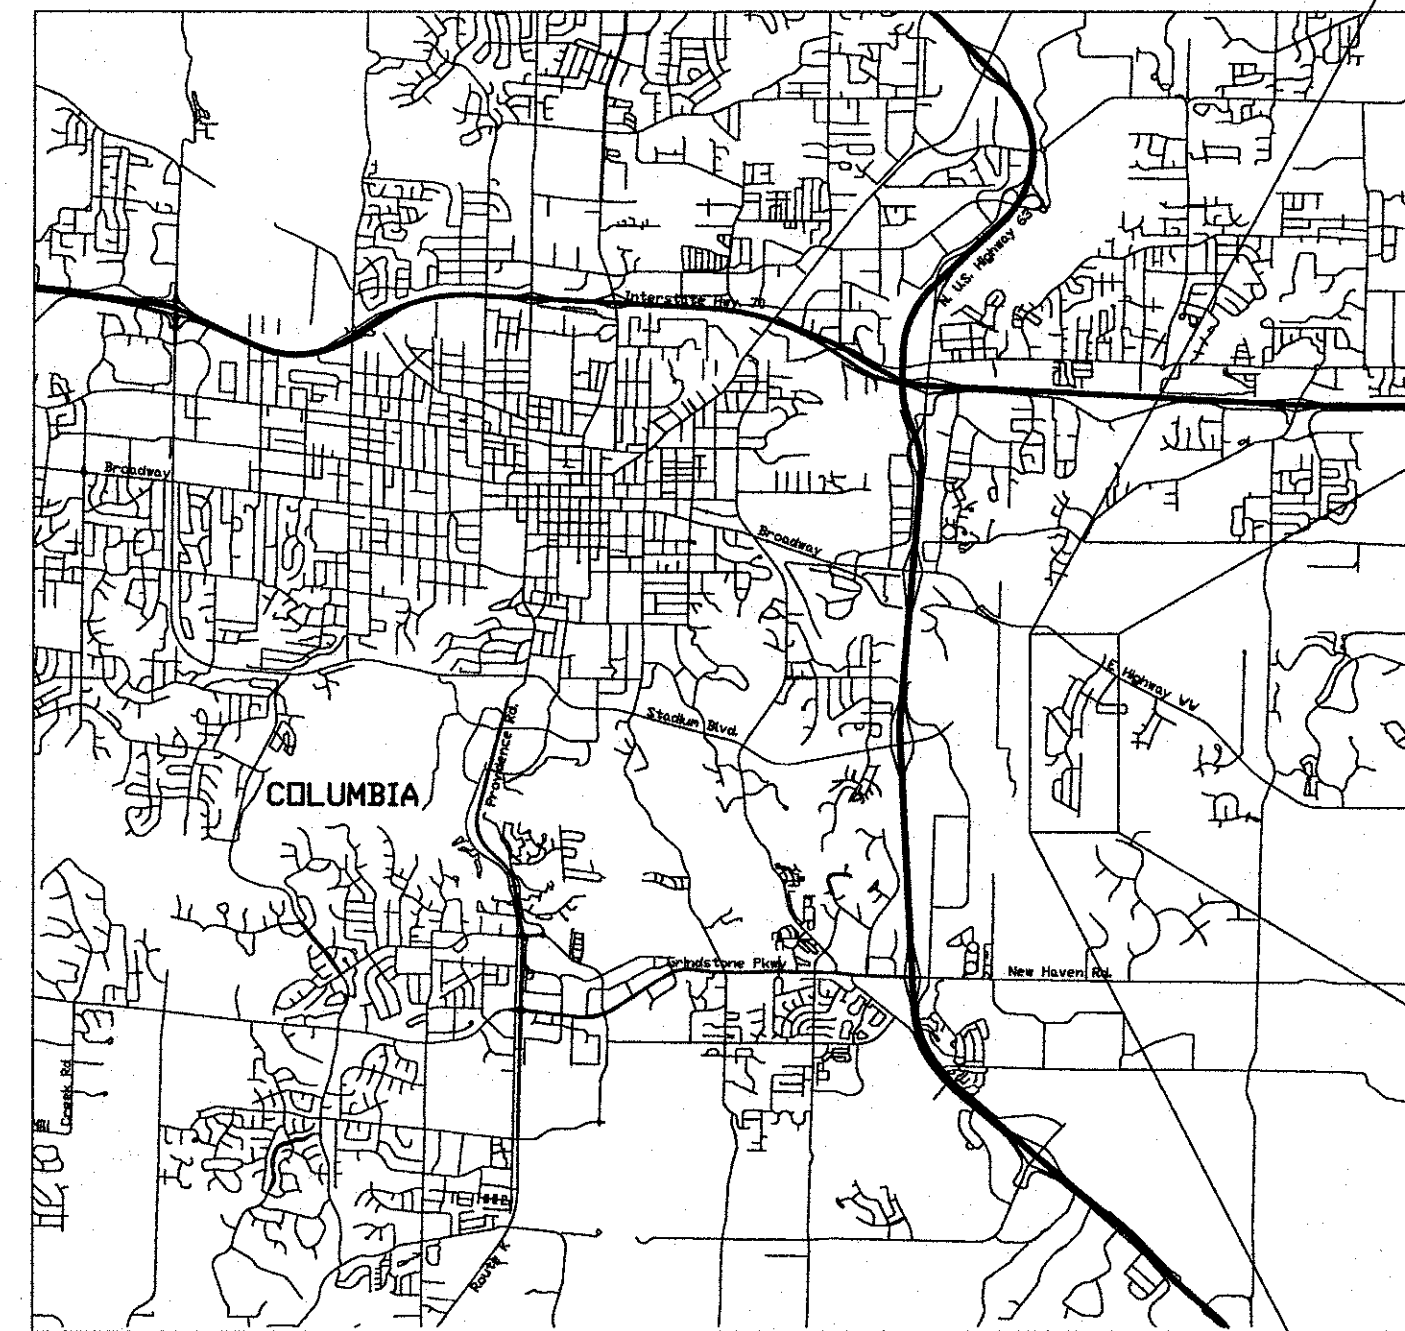 N. U.S. Highway 63
Interstate Hwy. 70
Broadway
Broadway
E Highway WW
Stadium Blvd.
Providence Rd.
COLUMBIA
Grindstone Pkwy
New Haven Rd.
Creek Rd
Route K